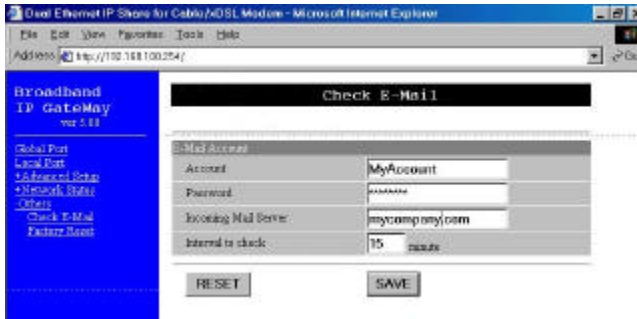 Dual Ethernet IP Share for Cable/xDSL Modem - Microsoft Internet Explorer
File Edit View Favorites Tools Help
Address http://192.168.100.254/
Broadband
IP GateWay
Check E-Mail
Global Port
Local Port
+Advanced Setup
+Network Status
-Others
Check E-Mail
Factory Reset
E-Mail Account
Account MyAccount
Password ********
Incoming Mail Server mycompany.com
Interval to check 15 minute
RESET SAVE